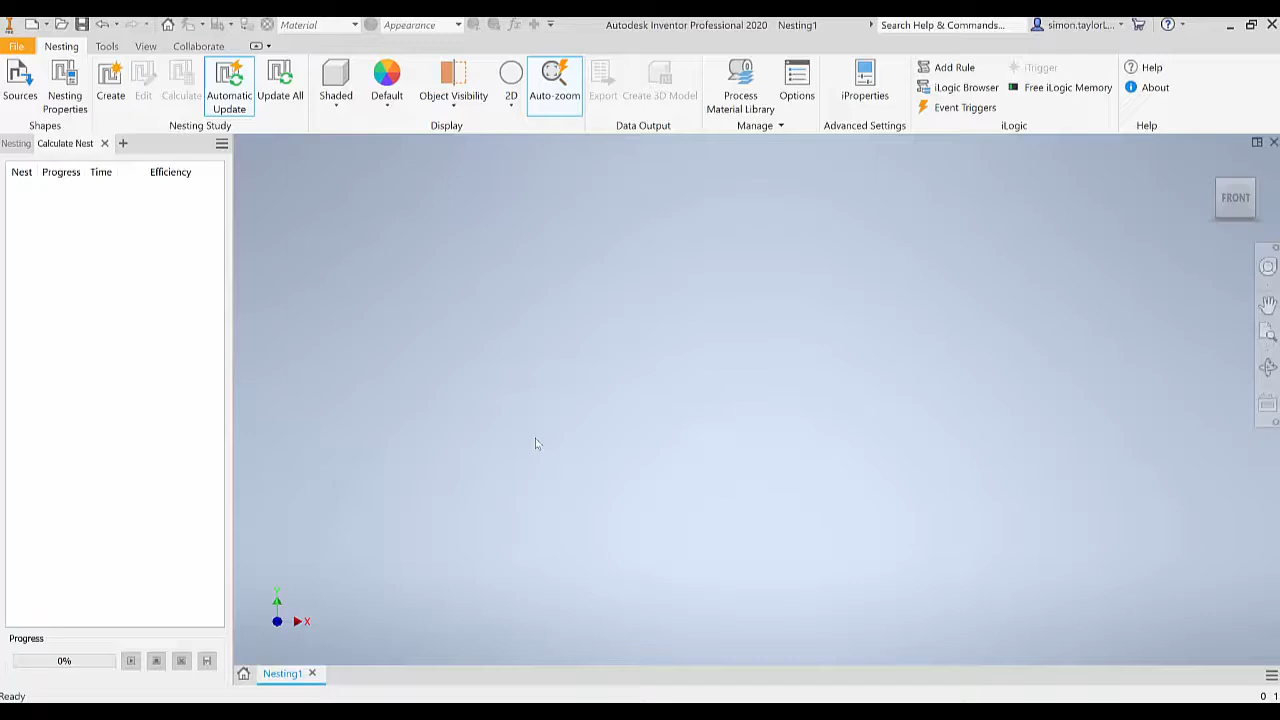 Material
Appearance
Autodesk Inventor Professional 2020 Nesting1
Search Help & Commands...
simon.taylorL...
File Nesting Tools View Collaborate
Sources
Nesting Properties
Create
Edit
Calculate
Automatic Update
Update All
Shaded
Default
Object Visibility
2D
Auto-zoom
Export
Create 3D Model
Process Material Library
Options
iProperties
Add Rule
Trigger
iLogic Browser
Free iLogic Memory
Event Triggers
Help
About
Shapes
Nesting Study
Display
Data Output
Manage
Advanced Settings
iLogic
Help
Nesting Calculate Nest
Nest Progress Time Efficiency
FRONT
Y
X
Progress
0%
Nesting1
Ready
0 1